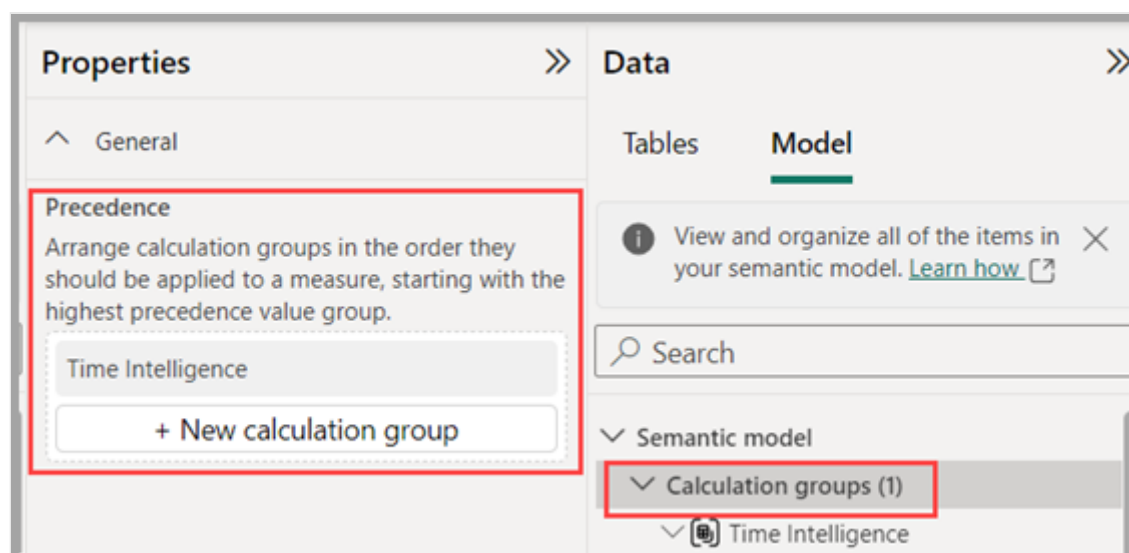 Properties
General
Precedence
Arrange calculation groups in the order they
should be applied to a measure, starting with the
highest precedence value group.
Time Intelligence
+ New calculation group
Data
Tables
Model
View and organize all of the items in
your semantic model. Learn how
Search
Semantic model
Calculation groups (1)
Time Intelligence